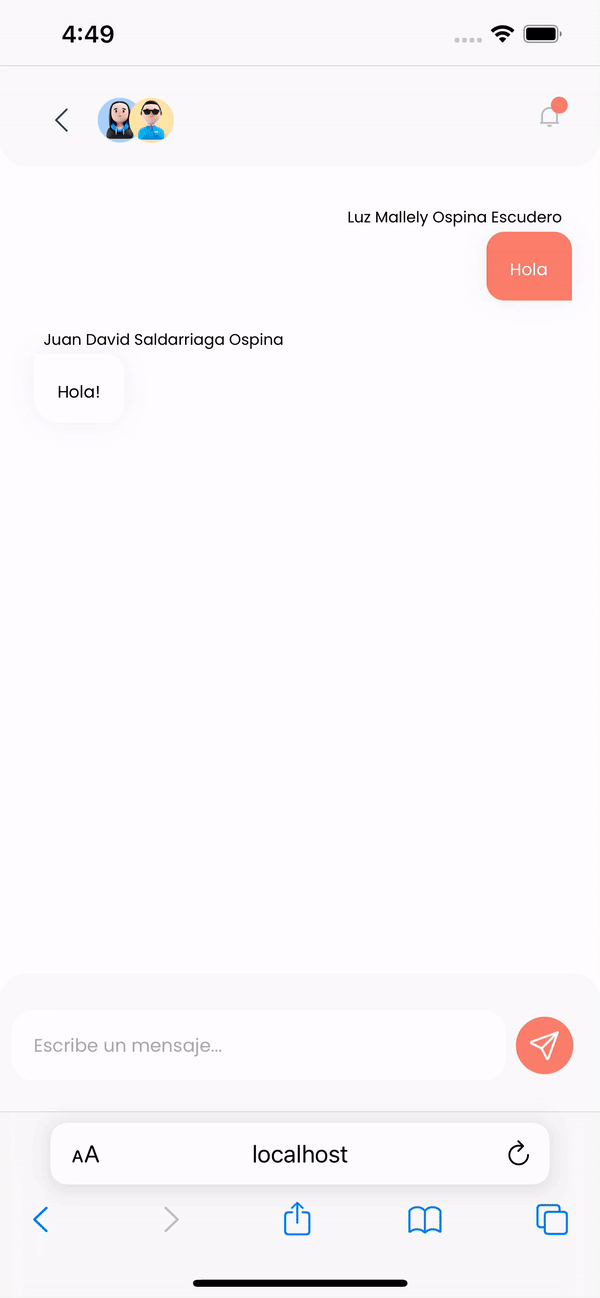 4:49
Luz Mallely Ospina Escudero
Hola
Juan David Saldarriaga Ospina
Hola!
Escribe un mensaje...
AA localhost